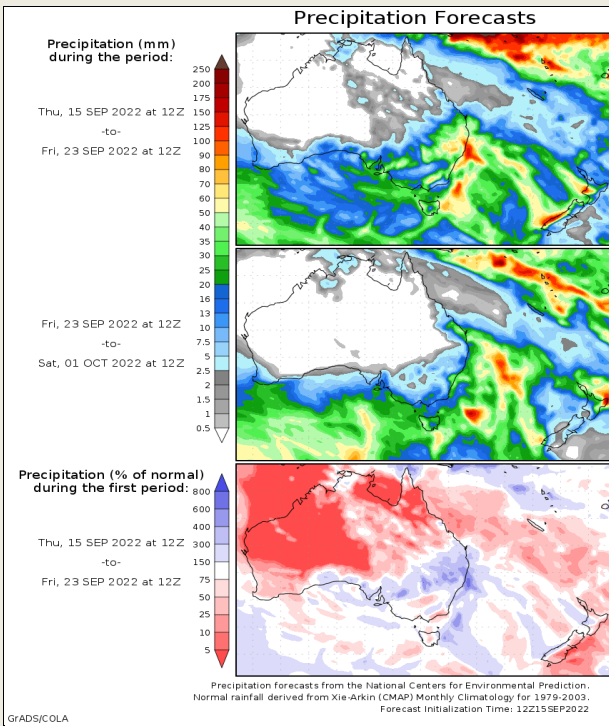 Precipitation Forecasts
Precipitation (mm)
during the period:
Thu, 15 SEP 2022 at 12Z
-to-
Fri, 23 SEP 2022 at 12Z
250
200
175
150
125
100
90
80
70
60
50
40
35
30
25
20
16
13
10
7.5
5
2.5
2
1.5
1
0.5
Fri, 23 SEP 2022 at 12Z
-to-
Sat, 01 OCT 2022 at 12Z
Precipitation (% of normal)
during the first period:
Thu, 15 SEP 2022 at 12Z
-to-
Fri, 23 SEP 2022 at 12Z
800
600
400
300
150
75
50
25
10
5
Precipitation forecasts from the National Centers for Environmental Prediction.
Normal rainfall derived from Xie-Arkin (CMAP) Monthly Climatology for 1979-2003.
Forecast Initialization Time: 12Z15SEP2022
GrADS/COLA